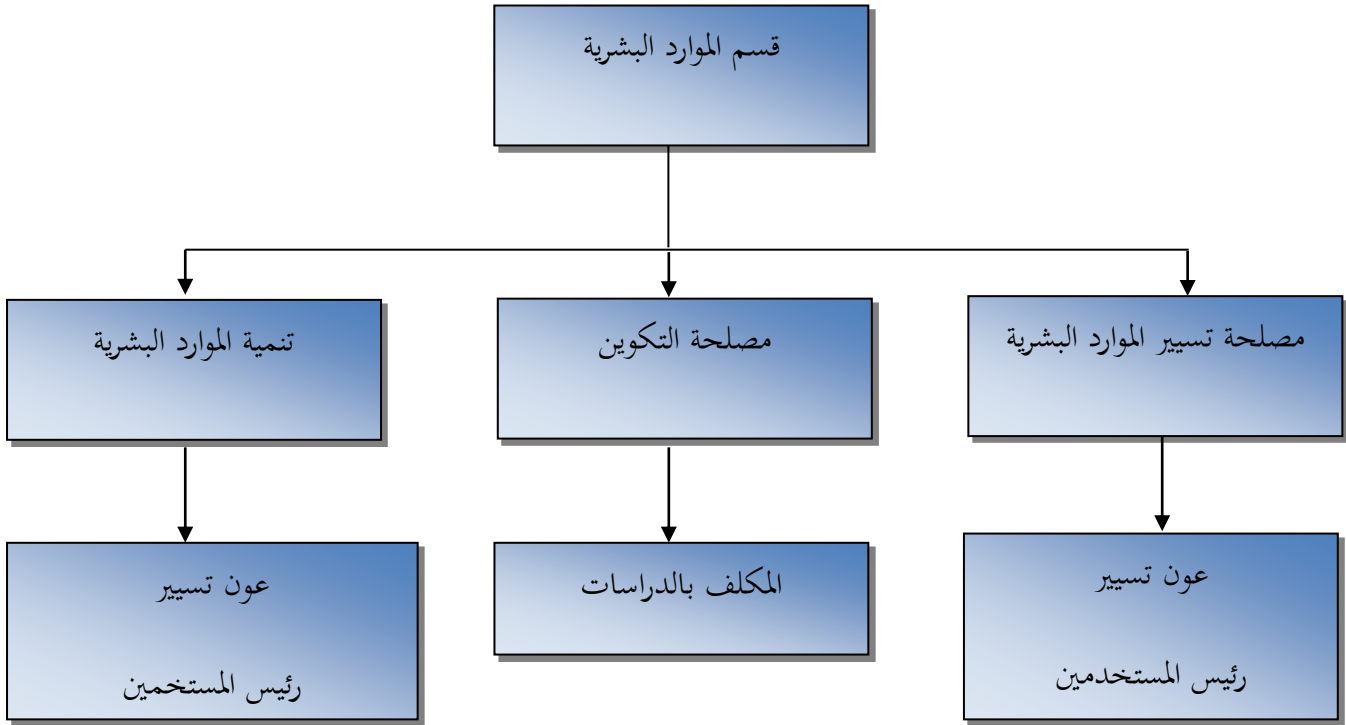 قسم الموارد البشرية
مصلحة تسيير الموارد البشرية
مصلحة التكوين
تنمية الموارد البشرية
عون تسيير
رئيس المستخدمين
المكلف بالدراسات
عون تسيير
رئيس المستخمين